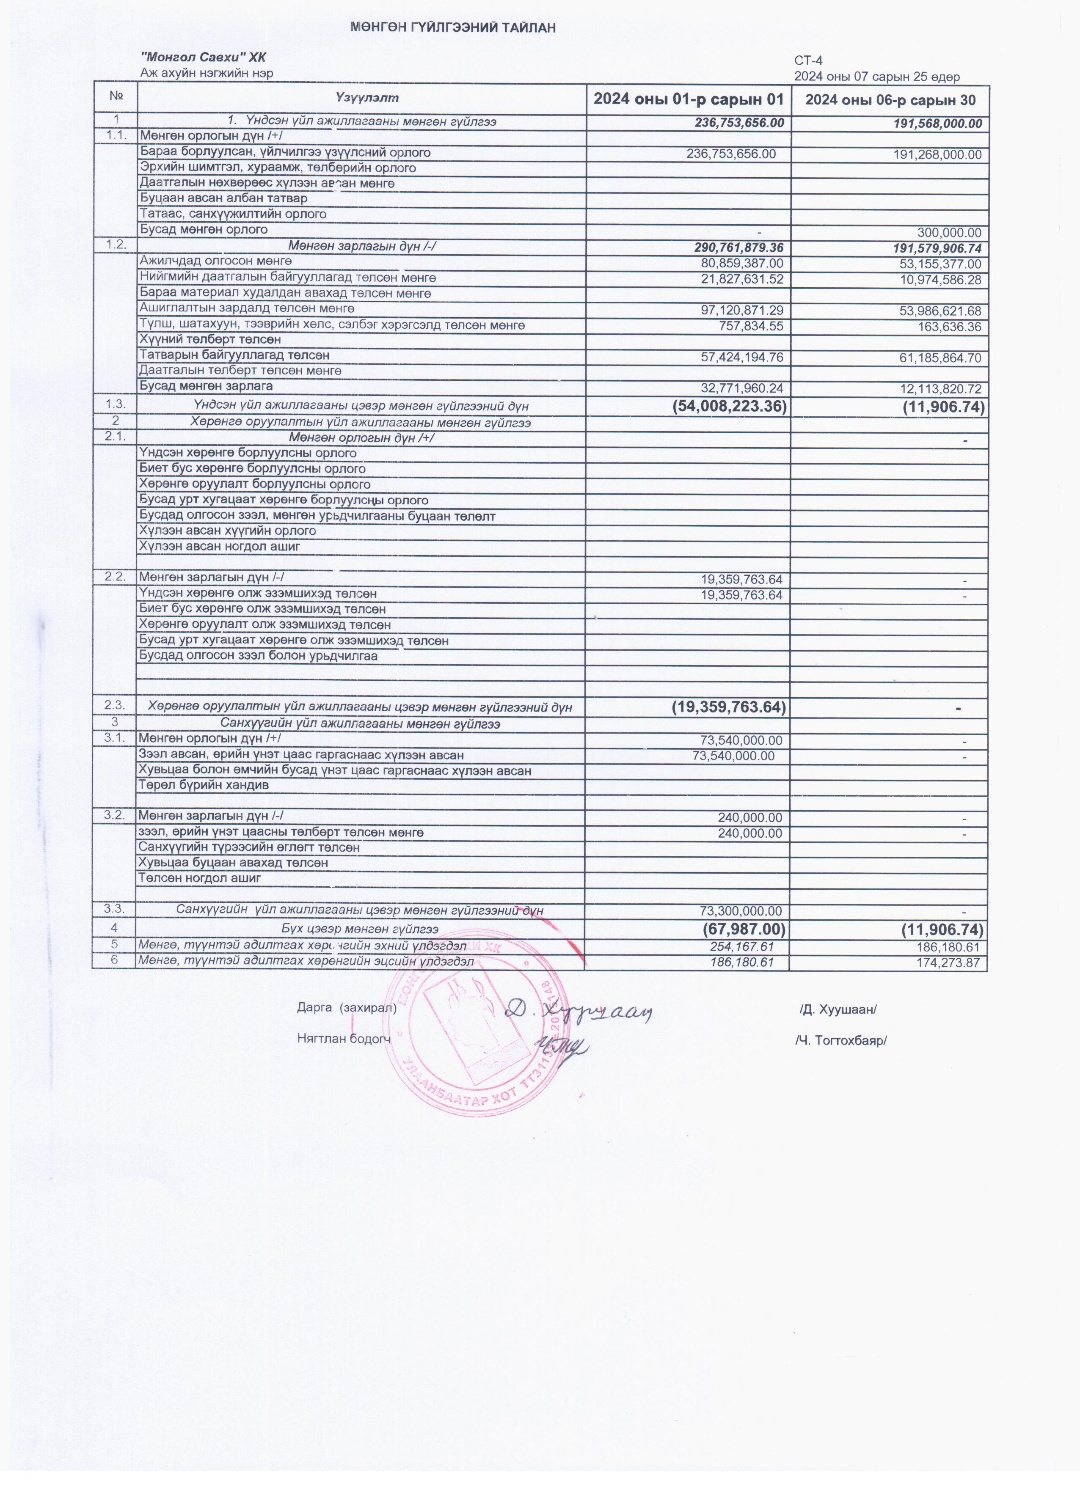 МӨНГӨН ГҮЙЛГЭЭНИЙ ТАЙЛАН
"Монгол Савхи" ХК СТ-4
Аж ахуйн нэгжийн нэр 2024 оны 07 сарын 25 өдөр
№ Үзүүлэлт 2024 оны 01-р сарын 01 2024 оны 06-р сарын 30
1 1. Үндсэн үйл ажиллагааны мөнгөн гүйлгээ 236,753,656.00 191,568,000.00
1.1. Мөнгөн орлогын дүн /+/
Бараа борлуулсан, үйлчилгээ үзүүлсний орлого 236,753,656.00 191,268,000.00
Эрхийн шимтгэл, хураамж, төлбөрийн орлого
Даатгалын нөхвөрөөс хүлээн авсан мөнгө
Буцаан авсан албан татвар
Татаас, санхүүжилтийн орлого
Бусад мөнгөн орлого - 300,000.00
1.2. Мөнгөн зарлагын дүн /-/ 290,761,879.36 191,579,906.74
Ажилчдад олгосон мөнгө 80,859,387.00 53,155,377.00
Нийгмийн даатгалын байгууллагад төлсөн мөнгө 21,827,631.52 10,974,586.28
Бараа материал худалдан авахад төлсөн мөнгө
Ашиглалтын зардалд төлсөн мөнгө 97,120,871.29 53,986,621.68
Түлш, шатахуун, тээврийн хөлс, сэлбэг хэрэгсэлд төлсөн мөнгө 757,834.55 163,636.36
Хүүний төлбөрт төлсөн
Татварын байгууллагад төлсөн 57,424,194.76 61,185,864.70
Даатгалын төлбөрт төлсөн мөнгө
Бусад мөнгөн зарлага 32,771,960.24 12,113,820.72
1.3. Үндсэн үйл ажиллагааны цэвэр мөнгөн гүйлгээний дүн (54,008,223.36) (11,906.74)
2 Хөрөнгө оруулалтын үйл ажиллагааны мөнгөн гүйлгээ
2.1. Мөнгөн орлогын дүн /+/ -
Үндсэн хөрөнгө борлуулсны орлого
Биет бус хөрөнгө борлуулсны орлого
Хөрөнгө оруулалт борлуулсны орлого
Бусад урт хугацаат хөрөнгө борлуулсны орлого
Бусдад олгосон зээл, мөнгөн урьдчилгааны буцаан төлөлт
Хүлээн авсан хүүгийн орлого
Хүлээн авсан ногдол ашиг
2.2. Мөнгөн зарлагын дүн /-/ 19,359,763.64 -
Үндсэн хөрөнгө олж эзэмшихэд төлсөн 19,359,763.64 -
Биет бус хөрөнгө олж эзэмшихэд төлсөн
Хөрөнгө оруулалт олж эзэмшихэд төлсөн
Бусад урт хугацаат хөрөнгө олж эзэмшихэд төлсөн
Бусдад олгосон зээл болон урьдчилгаа
2.3. Хөрөнгө оруулалтын үйл ажиллагааны цэвэр мөнгөн гүйлгээний дүн (19,359,763.64) -
3 Санхүүгийн үйл ажиллагааны мөнгөн гүйлгээ
3.1. Мөнгөн орлогын дүн /+/ 73,540,000.00 -
Зээл авсан, өрийн үнэт цаас гаргаснаас хүлээн авсан 73,540,000.00 -
Хувьцаа болон өмчийн бусад үнэт цаас гаргаснаас хүлээн авсан
Төрөл бүрийн хандив
3.2. Мөнгөн зарлагын дүн /-/ 240,000.00 -
зээл, өрийн үнэт цаасны төлбөрт төлсөн мөнгө 240,000.00 -
Санхүүгийн түрээсийн өглөгт төлсөн
Хувьцаа буцаан авахад төлсөн
Төлсөн ногдол ашиг
3.3. Санхүүгийн үйл ажиллагааны цэвэр мөнгөн гүйлгээний дүн 73,300,000.00 -
4 Бүх цэвэр мөнгөн гүйлгээ (67,987.00) (11,906.74)
5 Мөнгө, түүнтэй адилтгах хөрөнгийн эхний үлдэгдэл 254,167.61 186,180.61
6 Мөнгө, түүнтэй адилтгах хөрөнгийн эцсийн үлдэгдэл 186,180.61 174,273.87
Дарга (захирал) Д. Хуушаан /Д. Хуушаан/
Нягтлан бодогч /Ч. Тогтохбаяр/
УЛААНБААТАР ХОТ